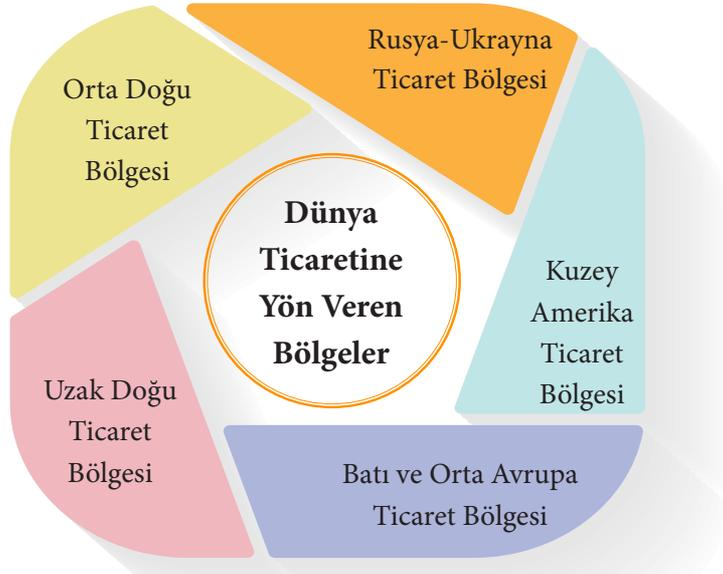 Dünya
Ticaretine
Yön Veren
Bölgeler
Rusya-Ukrayna
Ticaret Bölgesi
Kuzey
Amerika
Ticaret
Bölgesi
Batı ve Orta Avrupa
Ticaret Bölgesi
Uzak Doğu
Ticaret
Bölgesi
Orta Doğu
Ticaret
Bölgesi